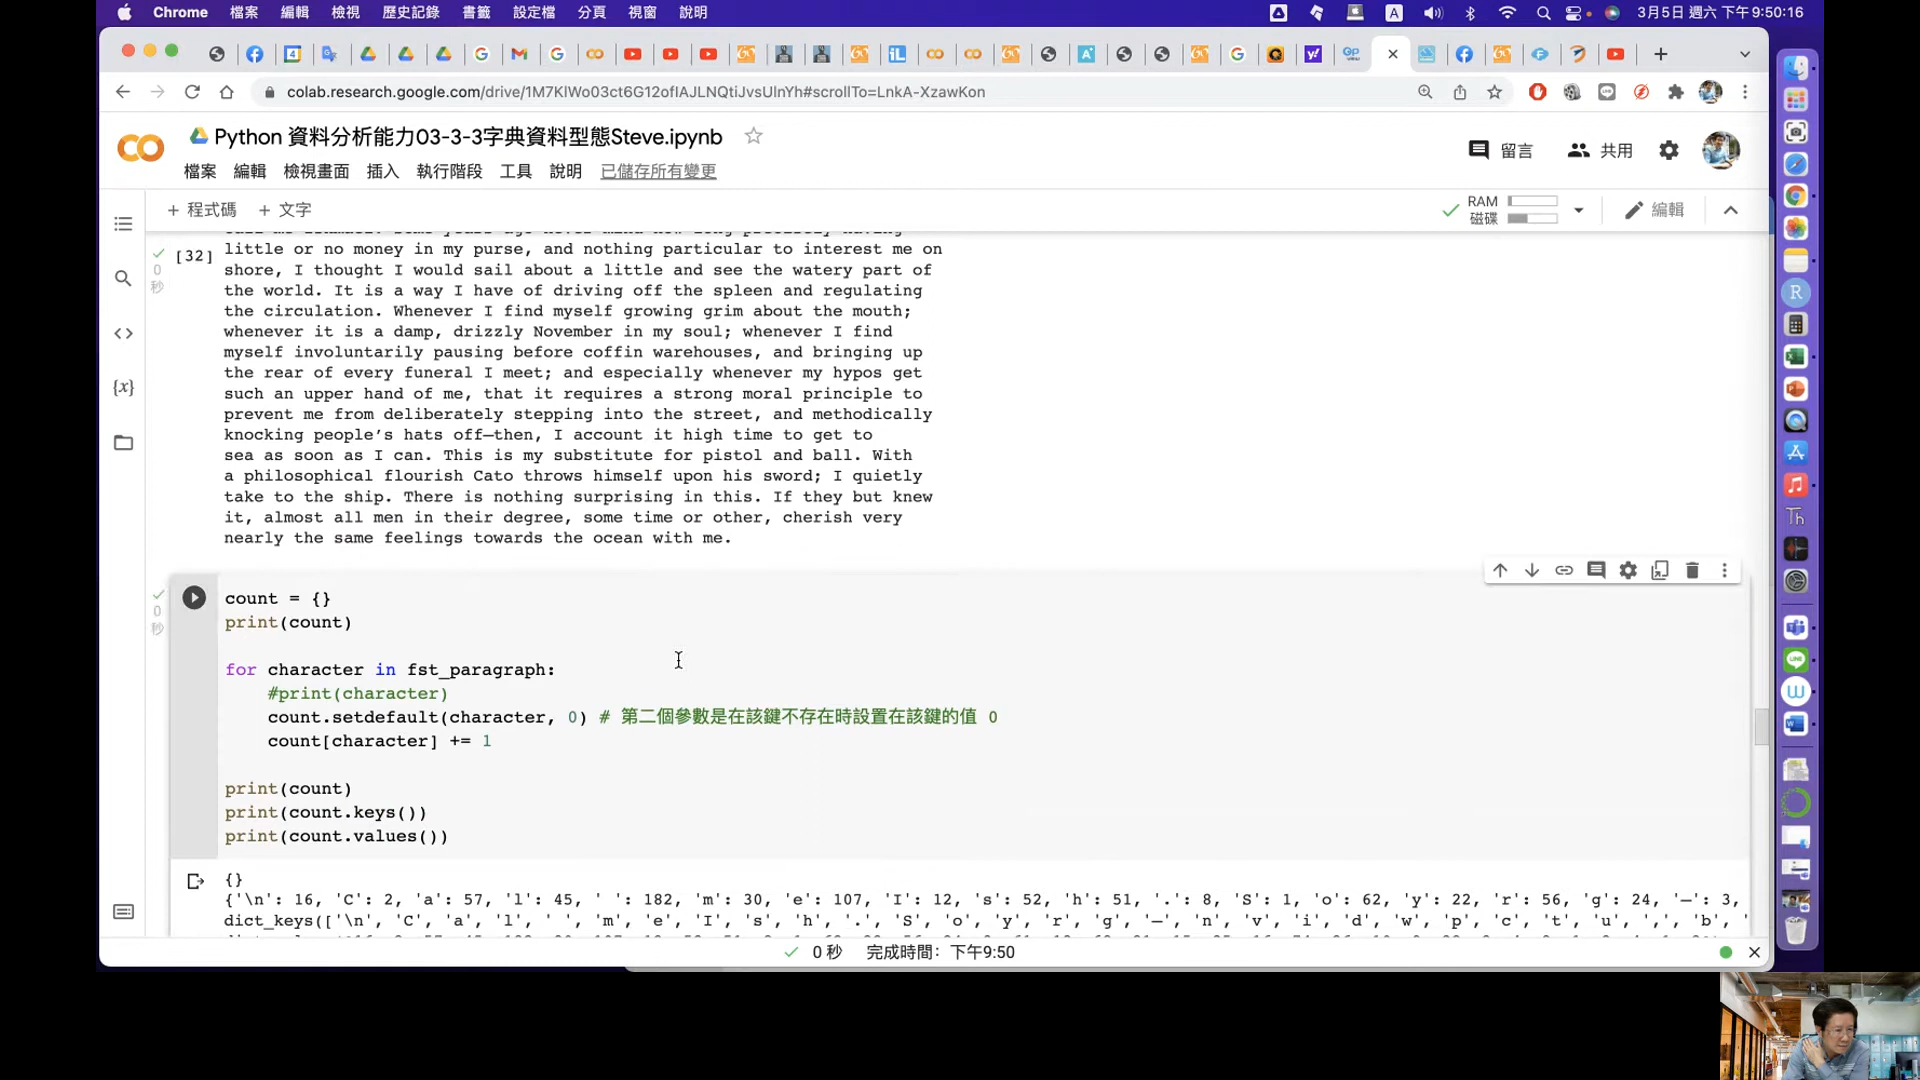 Chrome 檔案 編輯 檢視 歷史記錄 書籤 設定檔 分頁 視窗 說明 3月5日 週六 下午9:50:16
colab.research.google.com/drive/1M7KlWo03ct6G12oflAJLNQtiJvsUlnYh#scrollTo=LnkA-XzawKon
Python 資料分析能力03-3-3字典資料型態Steve.ipynb
檔案 編輯 檢視畫面 插入 執行階段 工具 說明 已儲存所有變更
留言 共用
+ 程式碼 + 文字
RAM
磁碟
編輯
[32]
0
秒
little or no money in my purse, and nothing particular to interest me on
shore, I thought I would sail about a little and see the watery part of
the world. It is a way I have of driving off the spleen and regulating
the circulation. Whenever I find myself growing grim about the mouth;
whenever it is a damp, drizzly November in my soul; whenever I find
myself involuntarily pausing before coffin warehouses, and bringing up
the rear of every funeral I meet; and especially whenever my hypos get
such an upper hand of me, that it requires a strong moral principle to
prevent me from deliberately stepping into the street, and methodically
knocking people’s hats off—then, I account it high time to get to
sea as soon as I can. This is my substitute for pistol and ball. With
a philosophical flourish Cato throws himself upon his sword; I quietly
take to the ship. There is nothing surprising in this. If they but knew
it, almost all men in their degree, some time or other, cherish very
nearly the same feelings towards the ocean with me.
0
秒
count = {}
print(count)
for character in fst_paragraph:
#print(character)
count.setdefault(character, 0) # 第二個參數是在該鍵不存在時設置在該鍵的值 0
count[character] += 1
print(count)
print(count.keys())
print(count.values())
{}
{'\n': 16, 'C': 2, 'a': 57, 'l': 45, ' ': 182, 'm': 30, 'e': 107, 'I': 12, 's': 52, 'h': 51, '.': 8, 'S': 1, 'o': 62, 'y': 22, 'r': 56, 'g': 24, '—': 3,
dict_keys(['\n', 'C', 'a', 'l', ' ', 'm', 'e', 'I', 's', 'h', '.', 'S', 'o', 'y', 'r', 'g', '—', 'n', 'v', 'i', 'd', 'w', 'p', 'c', 't', 'u', ',', 'b', '
0 秒 完成時間: 下午9:50